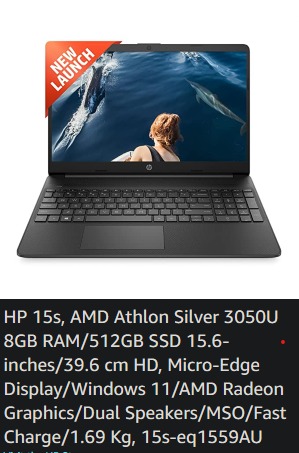 NEW
LAUNCH
hp
HP 15s, AMD Athlon Silver 3050U
8GB RAM/512GB SSD 15.6-
inches/39.6 cm HD, Micro-Edge
Display/Windows 11/AMD Radeon
Graphics/Dual Speakers/MSO/Fast
Charge/1.69 Kg, 15s-eq1559AU